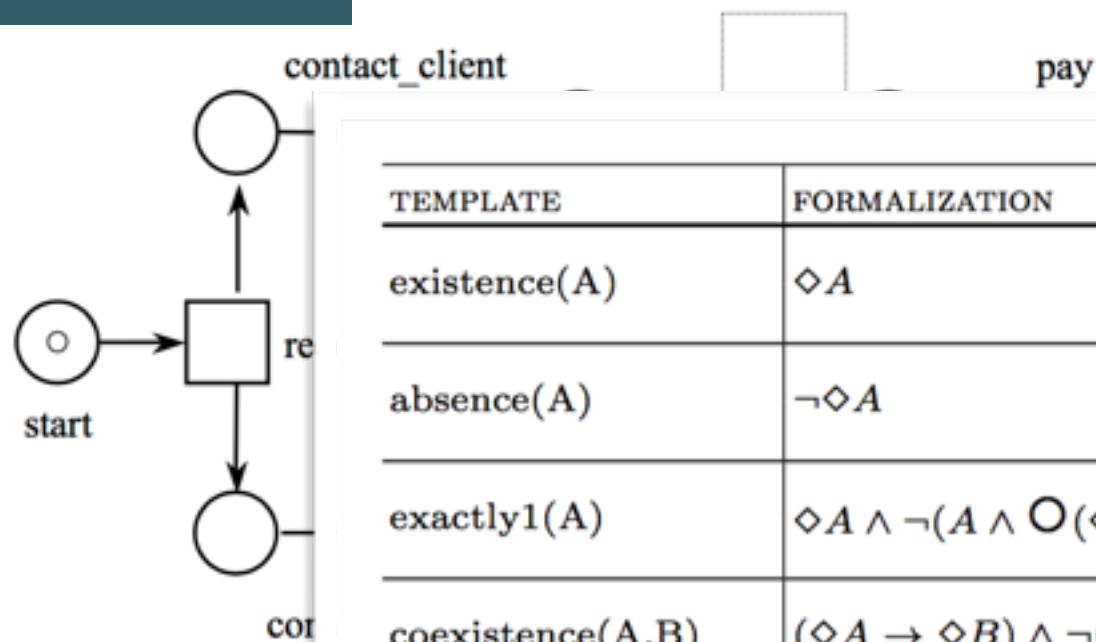 contact_client
pay
start
TEMPLATE FORMALIZATION
existence(A) ◇A
absence(A) ¬◇A
exactly1(A) ◇A ∧ ¬(A ∧ ○(
coexistence(A,B) (◇A → ◇B) ∧ ¬